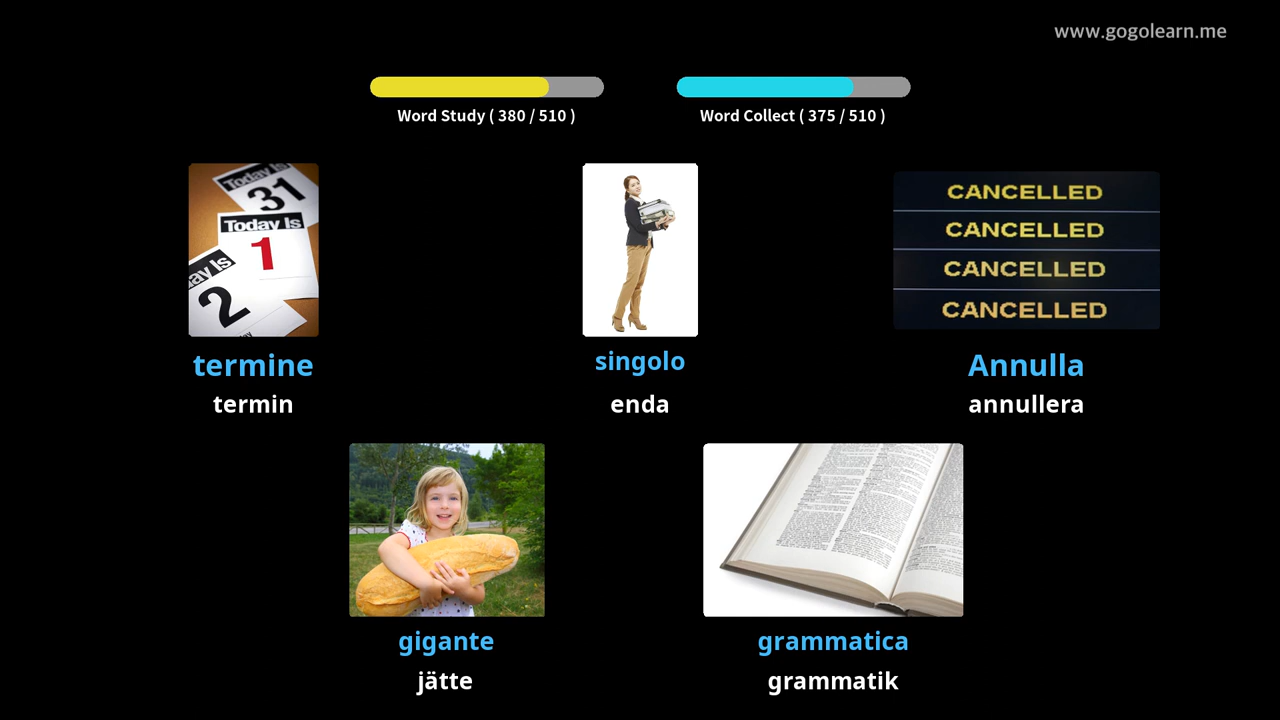 www.gogolearn.me
Word Study ( 380 / 510 )
Word Collect ( 375 / 510 )
Today Is
31
Today Is
1
ay Is
2
CANCELLED
CANCELLED
CANCELLED
CANCELLED
termine
termin
singolo
enda
Annulla
annullera
gigante
jätte
grammatica
grammatik